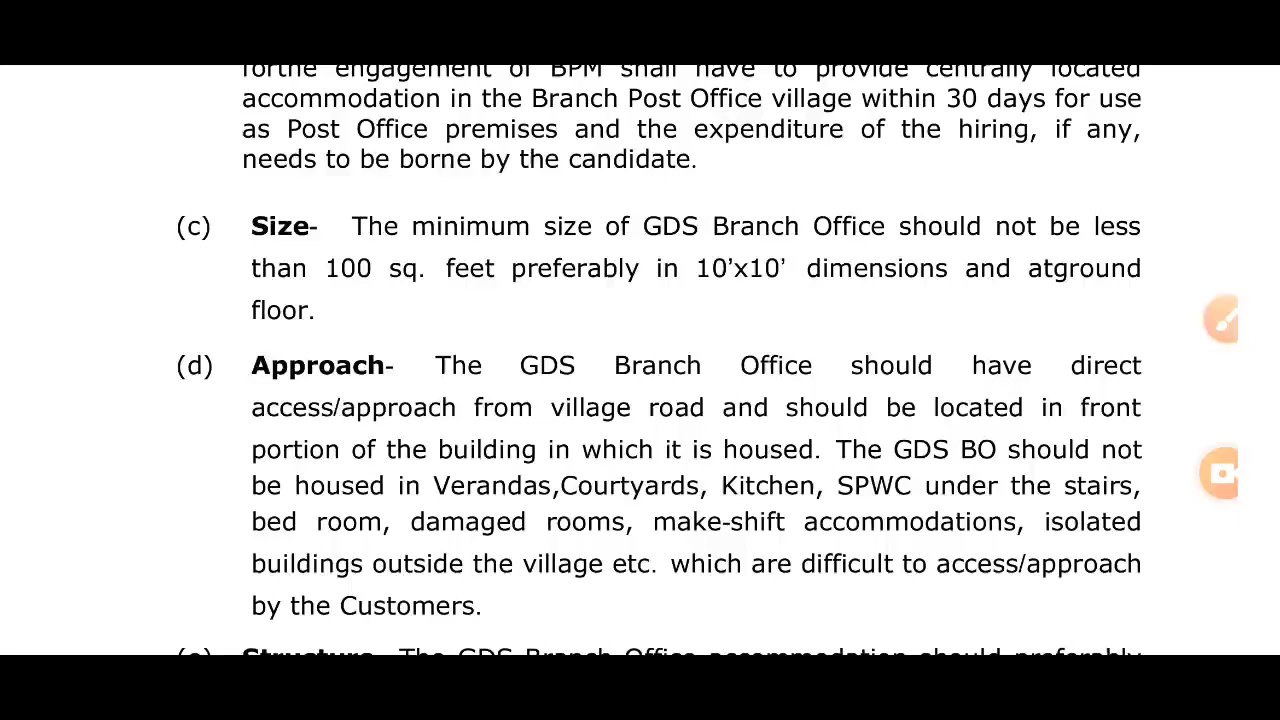 forthe engagement of BPM shall have to provide centrally located
accommodation in the Branch Post Office village within 30 days for use
as Post Office premises and the expenditure of the hiring, if any,
needs to be borne by the candidate.
(c) Size- The minimum size of GDS Branch Office should not be less
than 100 sq. feet preferably in 10’x10’ dimensions and atground
floor.
(d) Approach- The GDS Branch Office should have direct
access/approach from village road and should be located in front
portion of the building in which it is housed. The GDS BO should not
be housed in Verandas,Courtyards, Kitchen, SPWC under the stairs,
bed room, damaged rooms, make-shift accommodations, isolated
buildings outside the village etc. which are difficult to access/approach
by the Customers.
(e) Structure- The GDS Branch Office accommodation should preferably